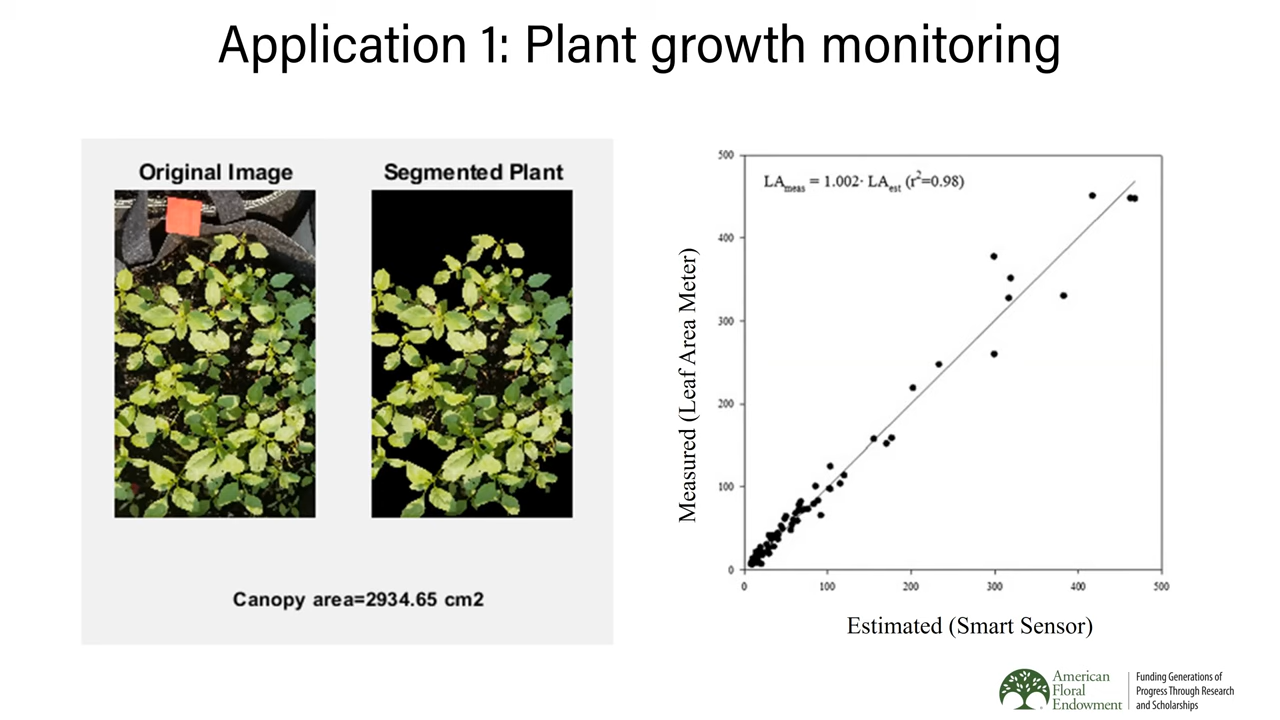 Application 1: Plant growth monitoring
Original Image
Segmented Plant
Canopy area=2934.65 cm2
LAmeas = 1.002· LAest (r²=0.98)
Measured (Leaf Area Meter)
500
400
300
200
100
0
0 100 200 300 400 500
Estimated (Smart Sensor)
American
Floral
Endowment
Funding Generations of
Progress Through Research
and Scholarships